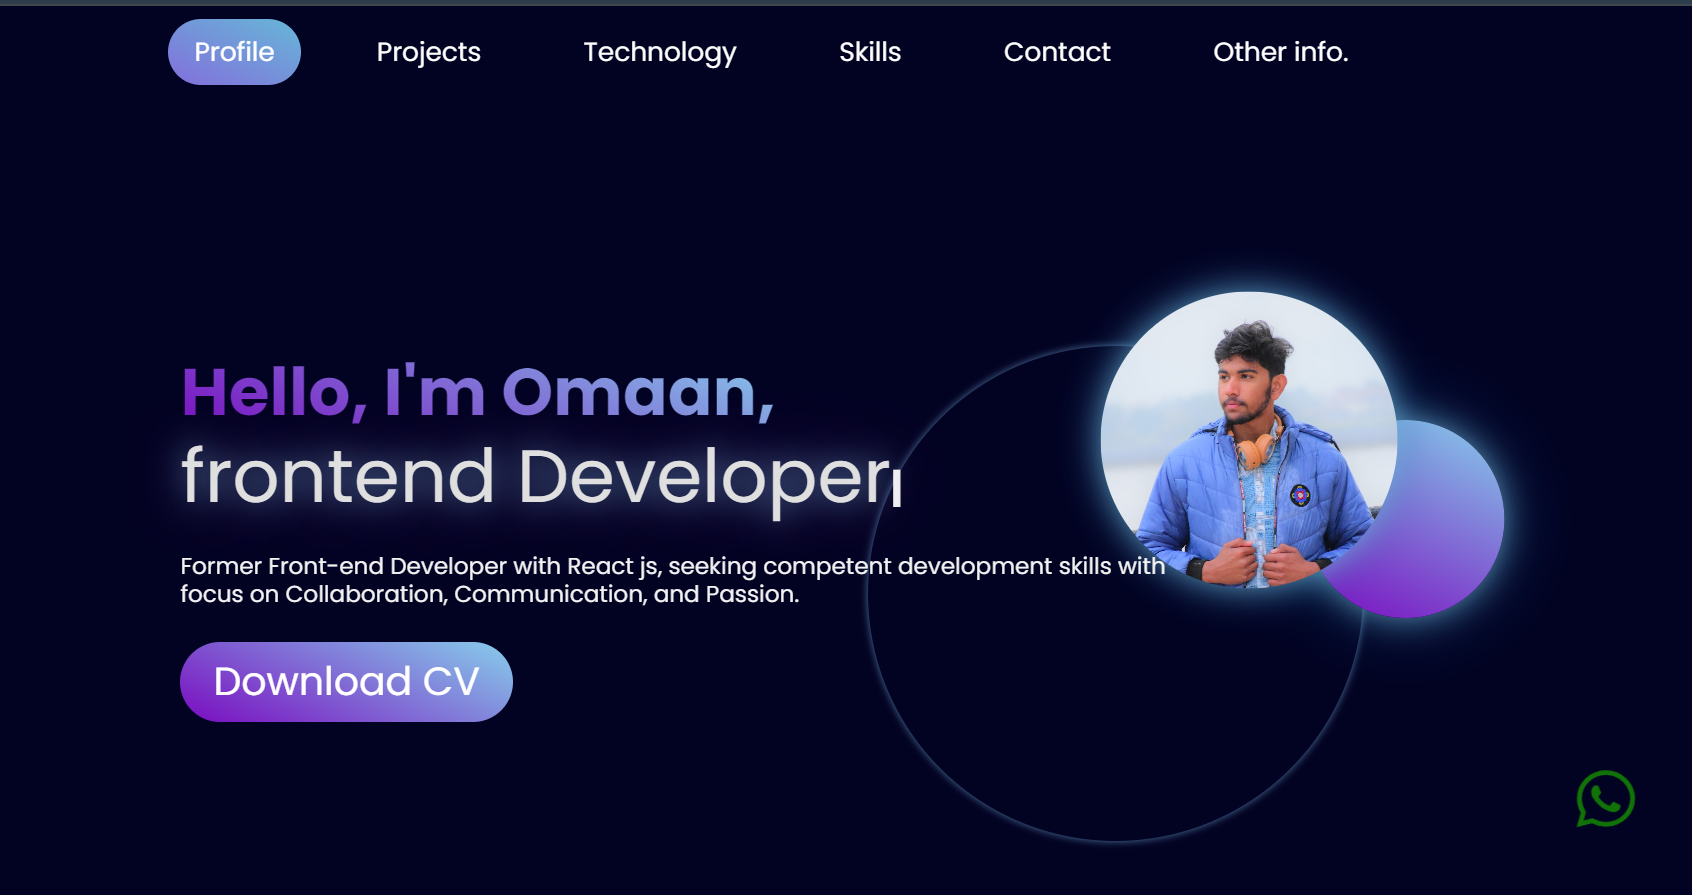 Profile Projects Technology Skills Contact Other info.
Hello, I'm Omaan,
frontend Developer
Former Front-end Developer with React js, seeking competent development skills with
focus on Collaboration, Communication, and Passion.
Download CV